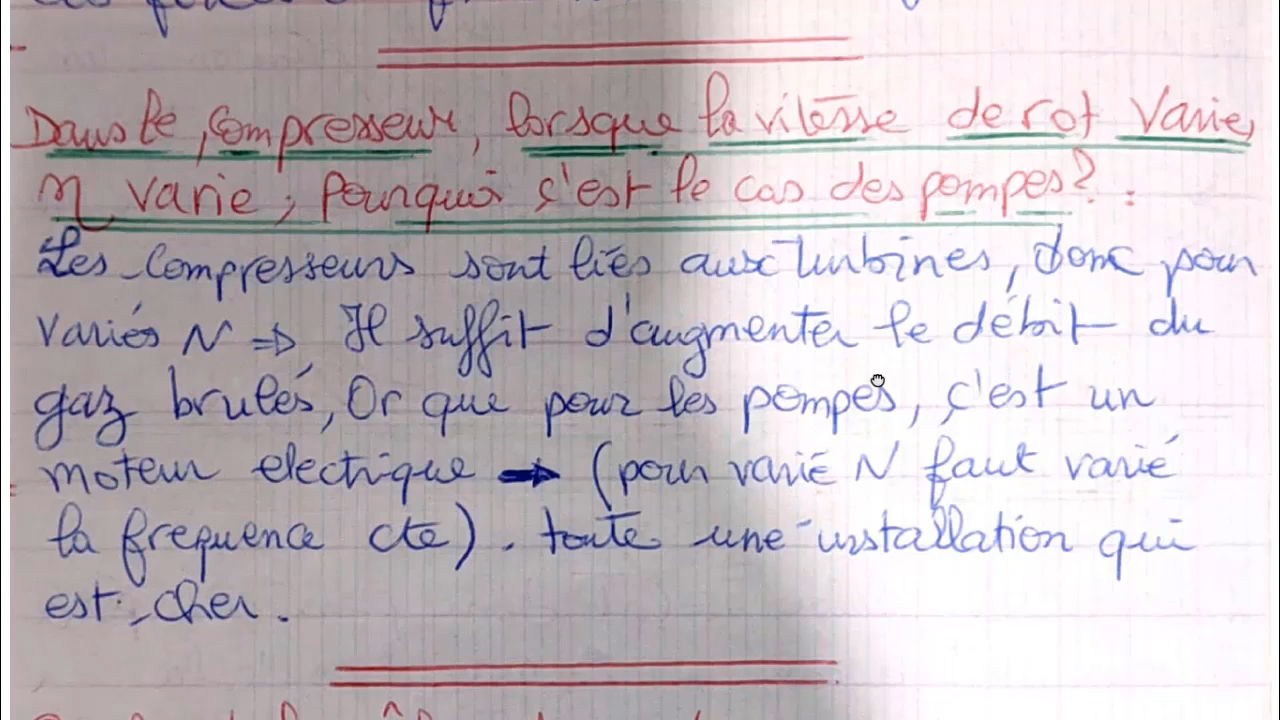 Dans le compresseur, lorsque la vitesse de rot varie,
η varie, Pourquoi c'est le cas des pompes? .
Les compresseurs sont liés aux turbines, donc pour
variés N ⇒ Il suffit d'augmenter le débit du
gaz brulés, Or que pour les pompes, c'est un
moteur electrique → (pour varié N faut varié
la frequence cte). toute une installation qui
est cher.